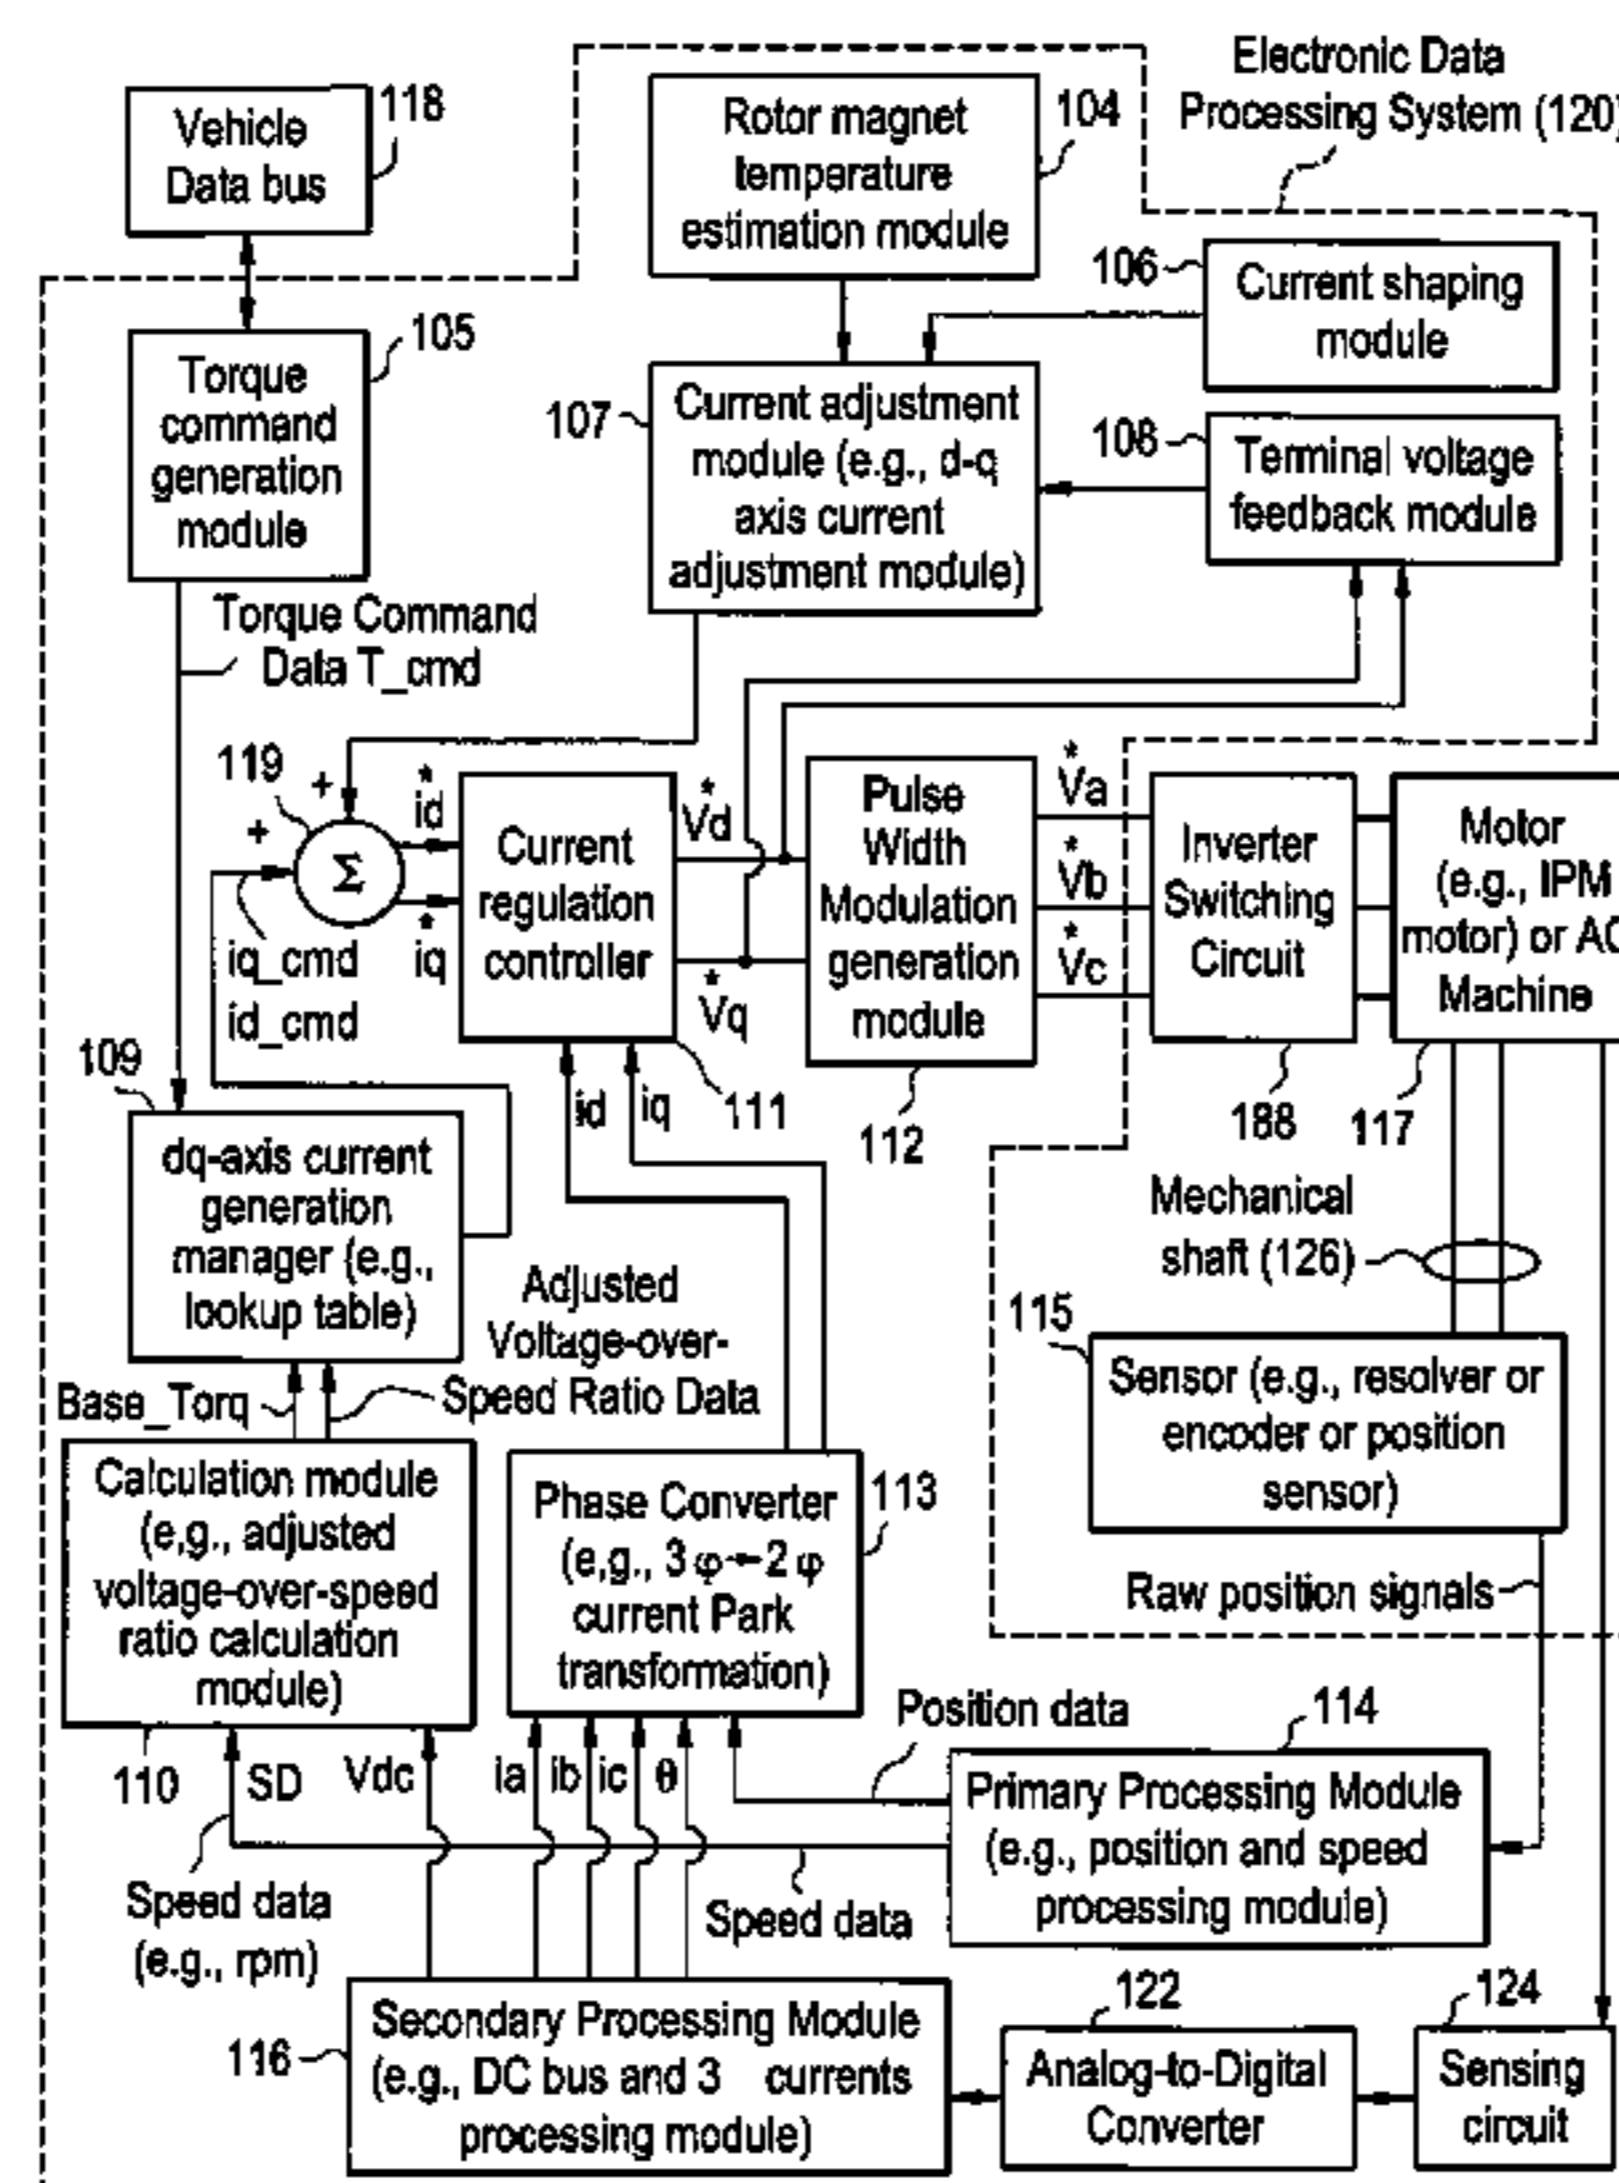 Electronic Data
Processing System (120)
Vehicle
Data bus
118
Rotor magnet
temperature
estimation module
104
106
Current shaping
module
105
Torque
command
generation
module
107
Current adjustment
module (e.g., d-q
axis current
adjustment module)
108
Terminal voltage
feedback module
Torque Command
Data T_cmd
119
+
+
Σ
*
id
*
iq
iq_cmd
id_cmd
Current
regulation
controller
111
*
Vd
*
Vq
Pulse
Width
Modulation
generation
module
112
*
Va
*
Vb
*
Vc
Inverter
Switching
Circuit
188
Motor
(e.g., IPM
motor) or AC
Machine
117
id
iq
109
dq-axis current
generation
manager (e.g.,
lookup table)
Mechanical
shaft (126)
Adjusted
Voltage-over-
Speed Ratio Data
Base_Torq
115
Sensor (e.g., resolver or
encoder or position
sensor)
Calculation module
(e,g., adjusted
voltage-over-speed
ratio calculation
module)
110
Phase Converter
(e,g., 3 φ←2 φ
current Park
transformation)
113
Raw position signals
Position data
114
SD
Vdc
ia
ib
ic
θ
Primary Processing Module
(e.g., position and speed
processing module)
Speed data
(e.g., rpm)
Speed data
116
Secondary Processing Module
(e.g., DC bus and 3 currents
processing module)
122
Analog-to-Digital
Converter
124
Sensing
circuit